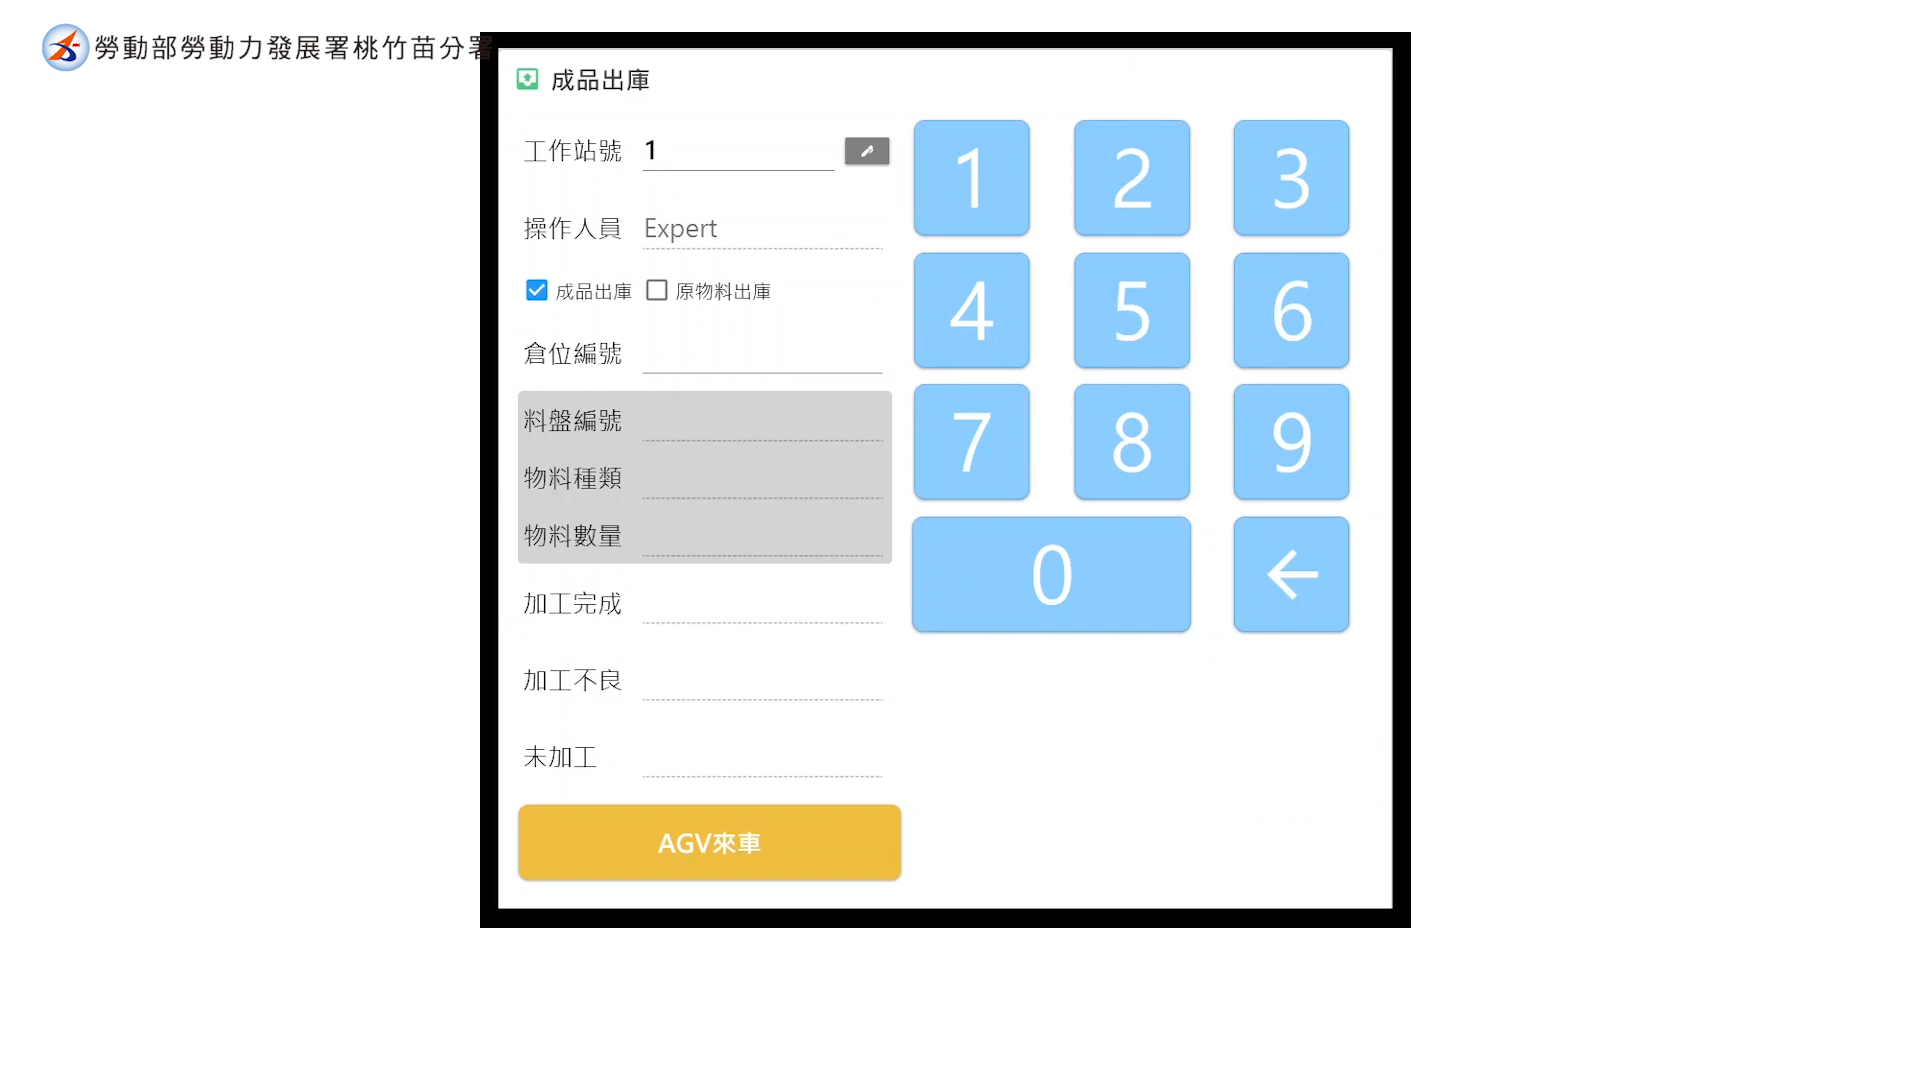 勞動部勞動力發展署桃竹苗分署
成品出庫
工作站號 1
操作人員 Expert
成品出庫 原物料出庫
倉位編號
料盤編號
物料種類
物料數量
加工完成
加工不良
未加工
AGV來車
1 2 3
4 5 6
7 8 9
0 ←